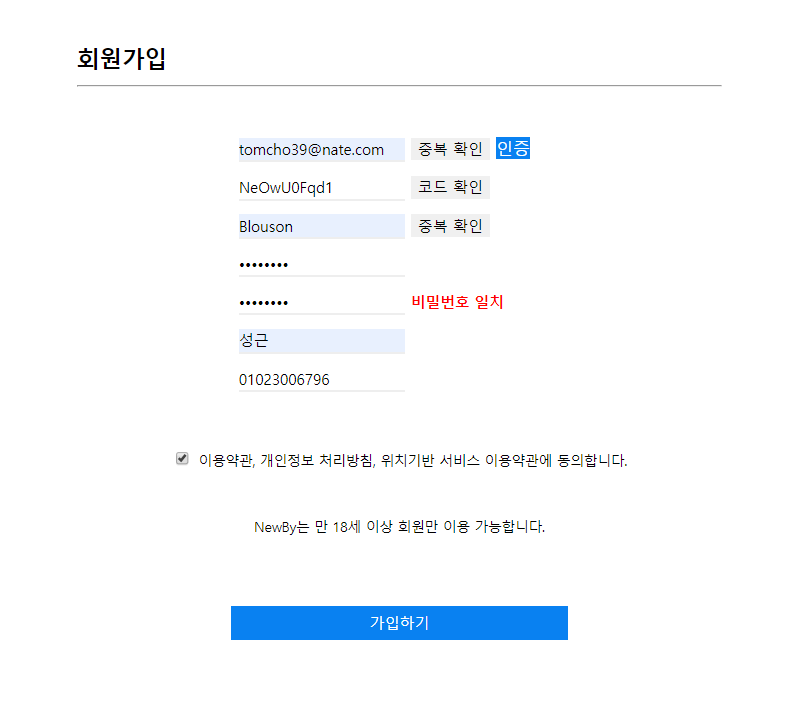 회원가입
tomcho39@nate.com 중복 확인 인증
NeOwU0Fqd1 코드 확인
Blouson 중복 확인
••••••••
•••••••• 비밀번호 일치
성근
01023006796
이용약관, 개인정보 처리방침, 위치기반 서비스 이용약관에 동의합니다.
NewBy는 만 18세 이상 회원만 이용 가능합니다.
가입하기